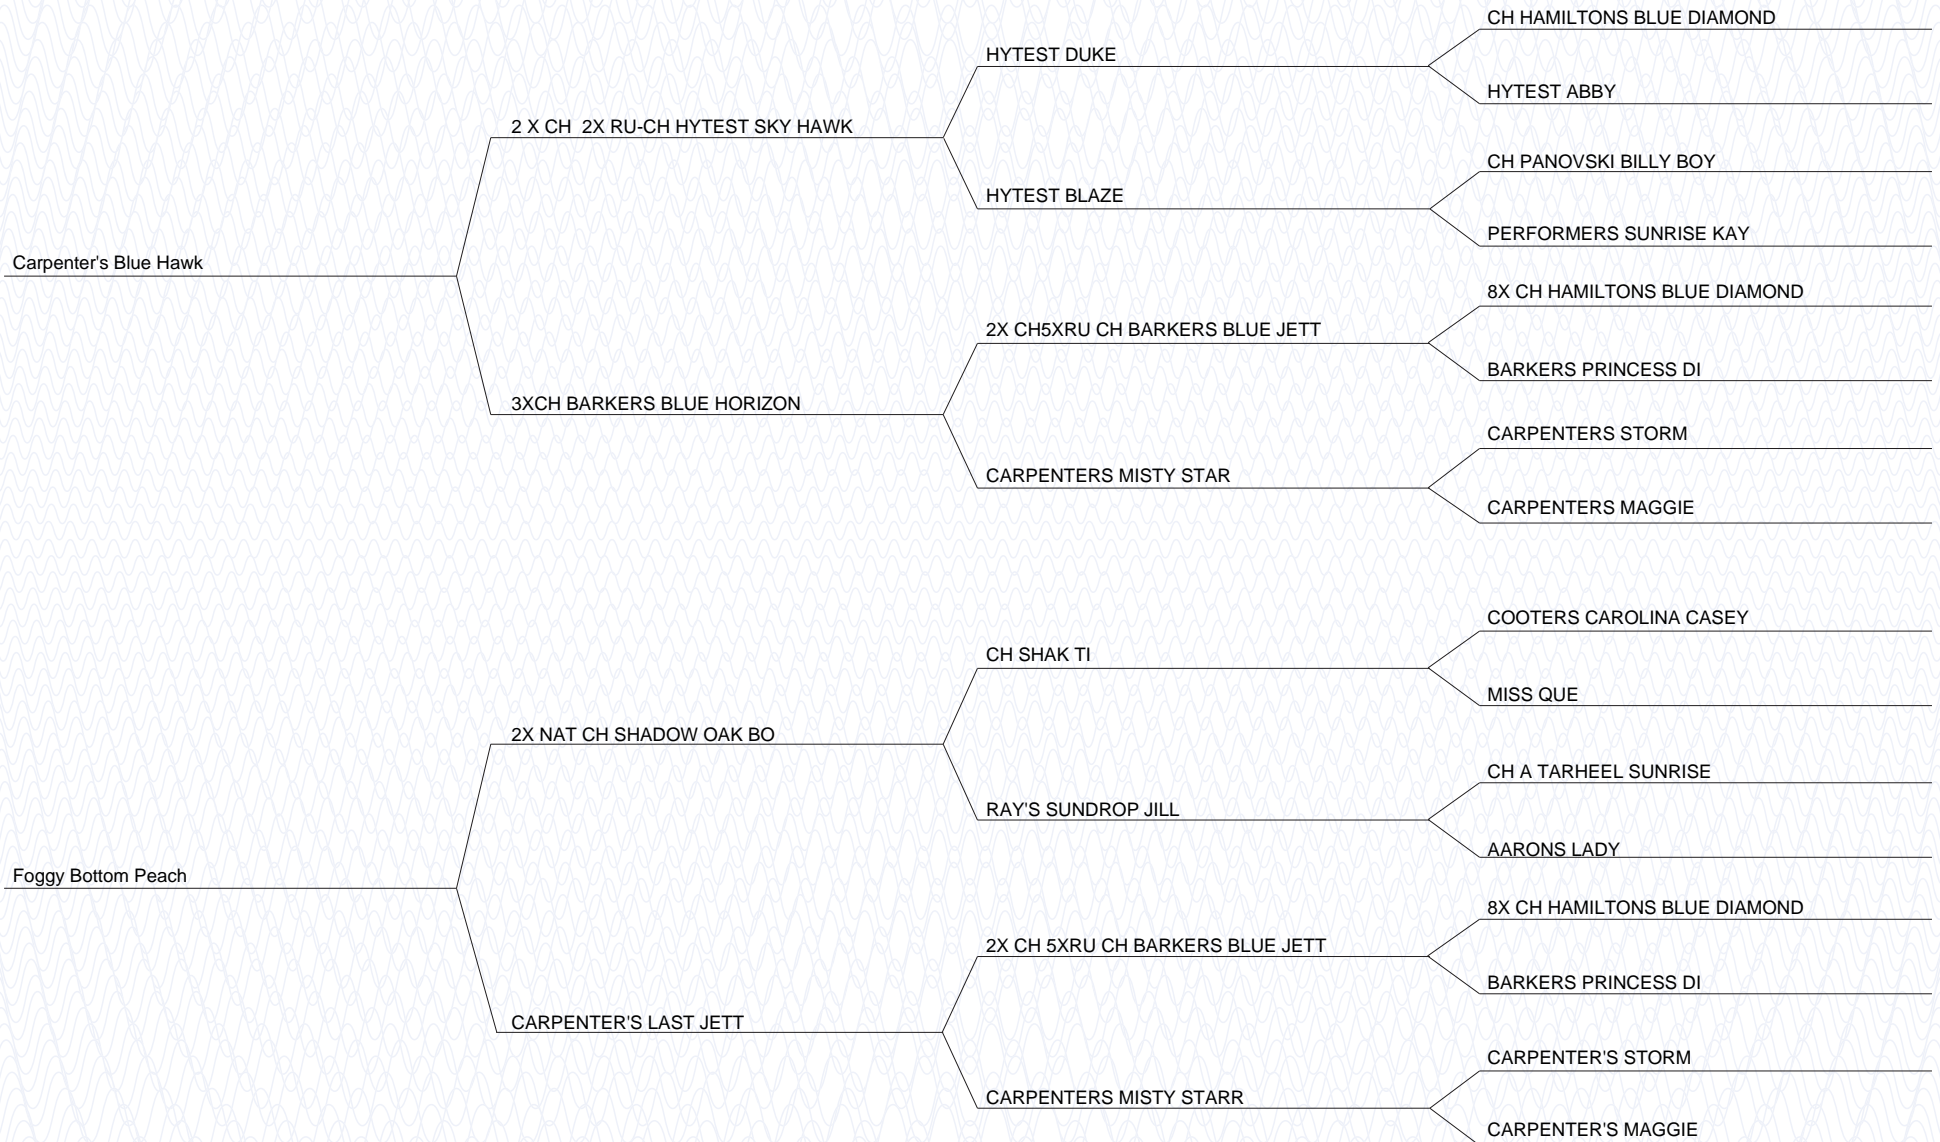 CH HAMILTONS BLUE DIAMOND
HYTEST DUKE
HYTEST ABBY
2 X CH  2X RU-CH HYTEST SKY HAWK
CH PANOVSKI BILLY BOY
HYTEST BLAZE
PERFORMERS SUNRISE KAY
Carpenter's Blue Hawk
8X CH HAMILTONS BLUE DIAMOND
2X CH5XRU CH BARKERS BLUE JETT
BARKERS PRINCESS DI
3XCH BARKERS BLUE HORIZON
CARPENTERS STORM
CARPENTERS MISTY STAR
CARPENTERS MAGGIE
COOTERS CAROLINA CASEY
CH SHAK TI
MISS QUE
2X NAT CH SHADOW OAK BO
CH A TARHEEL SUNRISE
RAY'S SUNDROP JILL
AARONS LADY
Foggy Bottom Peach
8X CH HAMILTONS BLUE DIAMOND
2X CH 5XRU CH BARKERS BLUE JETT
BARKERS PRINCESS DI
CARPENTER'S LAST JETT
CARPENTER'S STORM
CARPENTERS MISTY STARR
CARPENTER'S MAGGIE